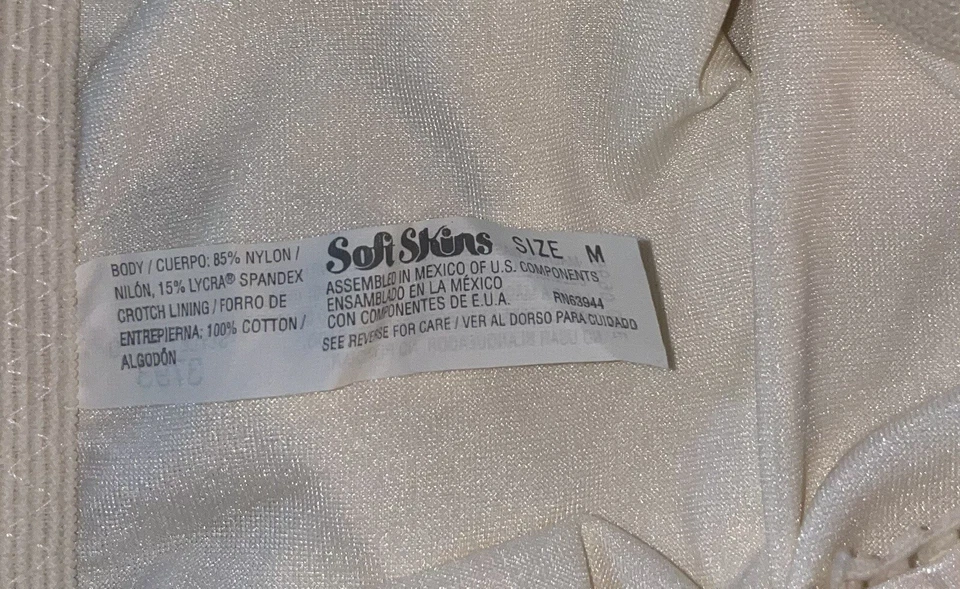 BODY / CUERPO: 85% NYLON /
NILÓN, 15% LYCRA® SPANDEX
CROTCH LINING / FORRO DE
ENTREPIERNA: 100% COTTON /
ALGODÓN
Soft Skins SIZE M
ASSEMBLED IN MEXICO OF U.S. COMPONENTS
ENSAMBLADO EN LA MÉXICO
CON COMPONENTES DE E.U.A. RN63944
SEE REVERSE FOR CARE / VER AL DORSO PARA CUIDADO